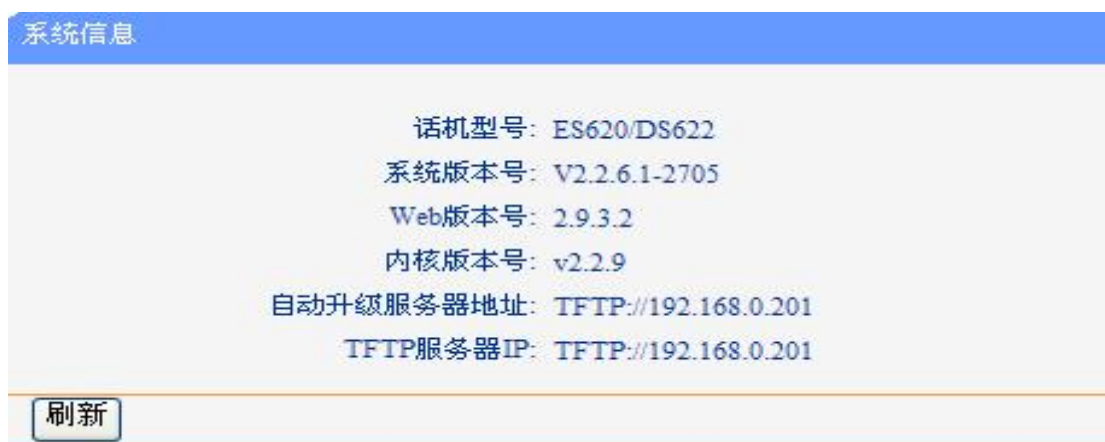 系统信息
话机型号: ES620/DS622
系统版本号: V2.2.6.1-2705
Web版本号: 2.9.3.2
内核版本号: v2.2.9
自动升级服务器地址: TFTP://192.168.0.201
TFTP服务器IP: TFTP://192.168.0.201
刷新